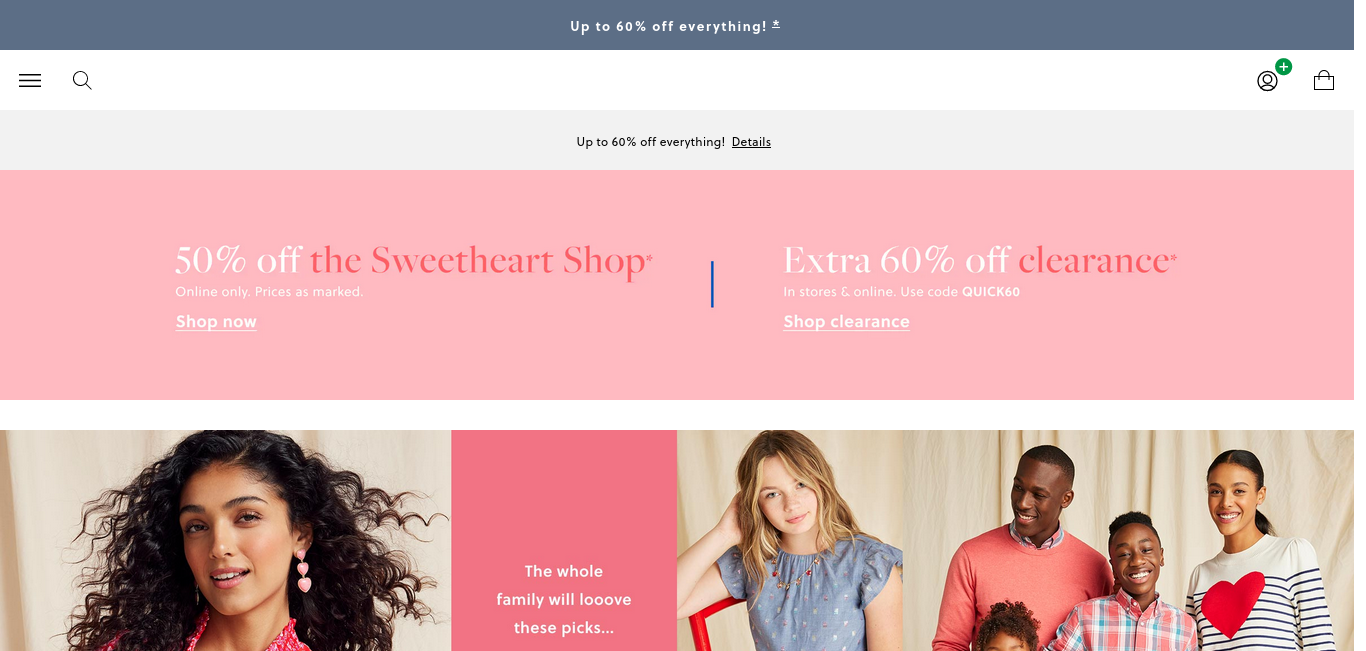 Up to 60% off everything! *
Up to 60% off everything! Details
50% off the Sweetheart Shop*
Online only. Prices as marked.
Shop now
Extra 60% off clearance*
In stores & online. Use code QUICK60
Shop clearance
The whole
family will looove
these picks...